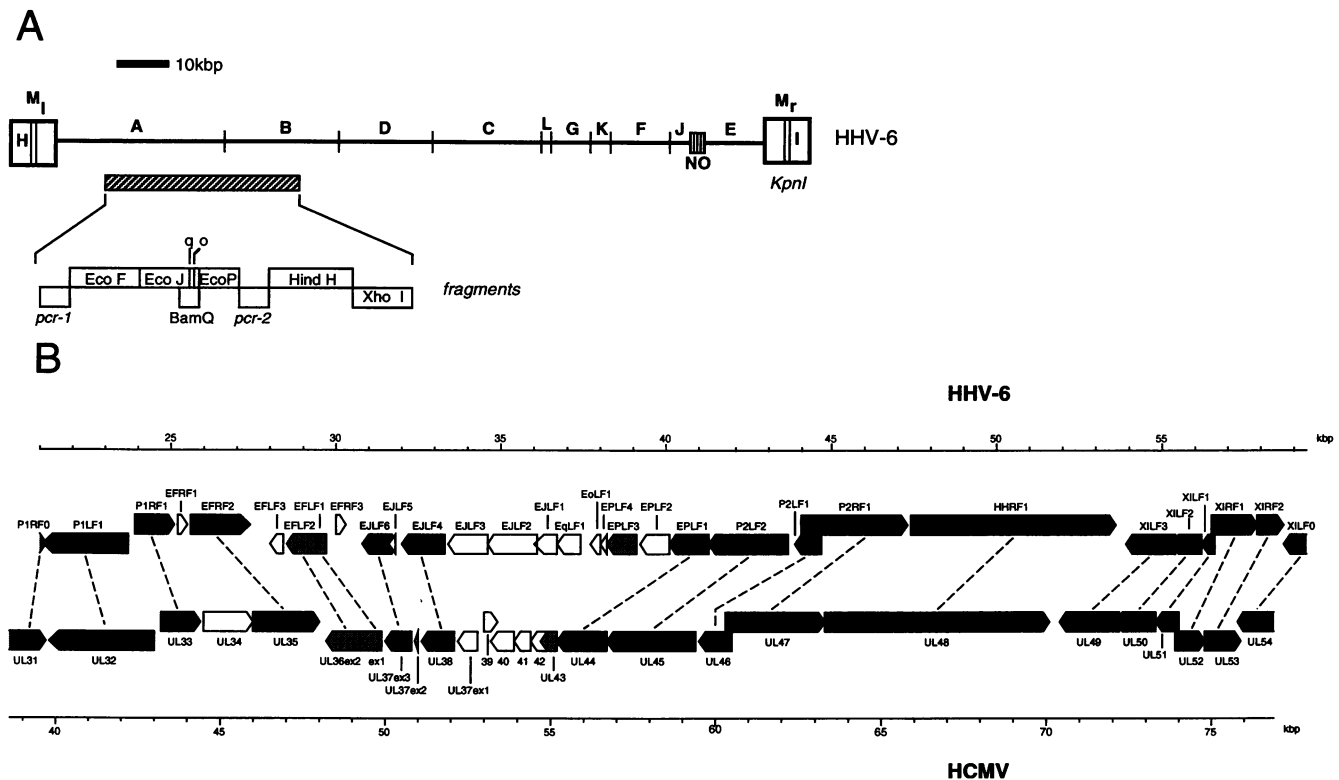 A
10kbp
M l
M r
H A B D C L G K F J E I
HHV-6
NO
KpnI
q o
Eco F Eco J EcoP Hind H
Xho I
fragments
pcr-1 BamQ pcr-2
B
HHV-6
25 30 35 40 45 50 55 kbp
EFRF1 EoLF1 XILF1
P1RF1 EFRF2 EFLF3 EFLF1 EFRF3 EJLF5 EJLF1 EPLF4 EPLF2 P2LF1 P2RF1 HHRF1 XILF2 XIRF1 XIRF2
P1RF0 P1LF1 EFLF2 EJLF6 EJLF4 EJLF3 EJLF2 EqLF1 EPLF3 EPLF1 P2LF2 XILF3 XILF0
UL33 UL34 UL35 UL47 UL48 UL49 UL50 UL54
UL31 UL32 UL36ex2 ex1 UL38 39 40 41 42 UL44 UL45 UL46 UL51 UL52 UL53
UL37ex3 UL43
UL37ex2 UL37ex1
40 45 50 55 60 65 70 75 kbp
HCMV